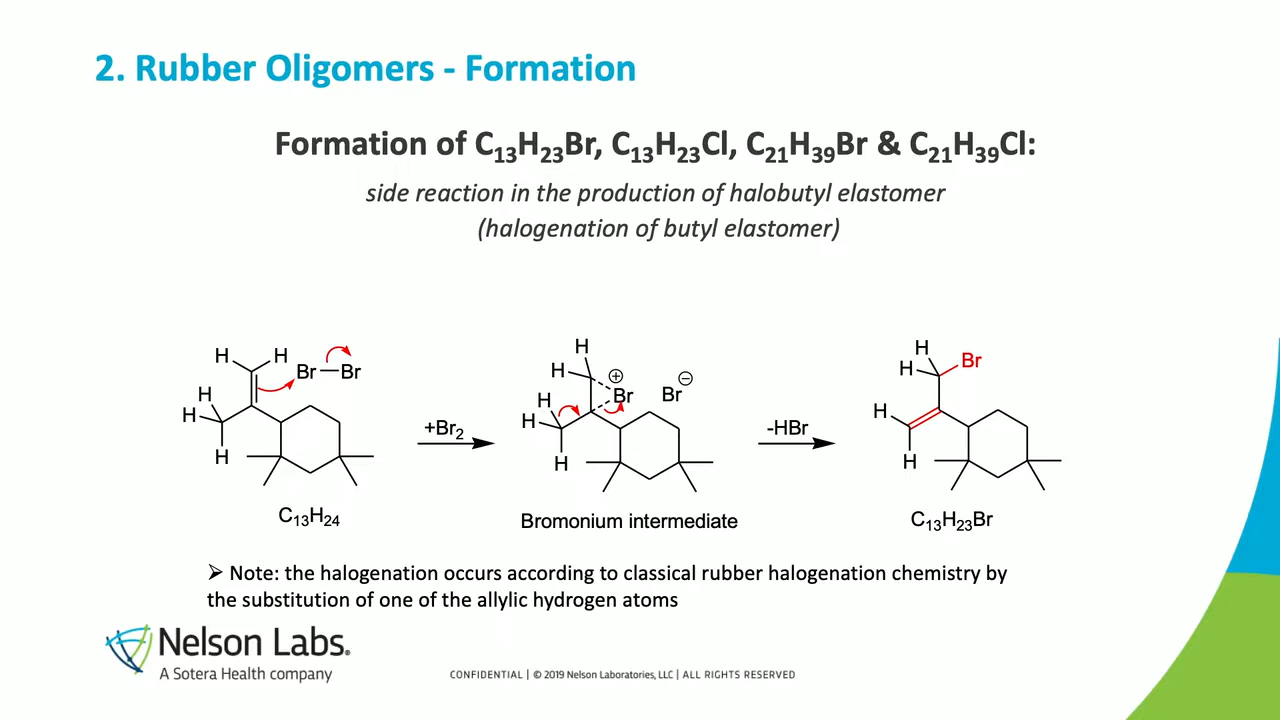 2. Rubber Oligomers - Formation
Formation of C₁₃H₂₃Br, C₁₃H₂₃Cl, C₂₁H₃₉Br & C₂₁H₃₉Cl:
side reaction in the production of halobutyl elastomer
(halogenation of butyl elastomer)
H H Br Br
H
H
H
C₁₃H₂₄
+Br₂
H
H ⊕ Br Br ⊖
H
H
H
Bromonium intermediate
-HBr
H
H Br
H
H
C₁₃H₂₃Br
➢ Note: the halogenation occurs according to classical rubber halogenation chemistry by
the substitution of one of the allylic hydrogen atoms
Nelson Labs®
A Sotera Health company
CONFIDENTIAL | © 2019 Nelson Laboratories, LLC | ALL RIGHTS RESERVED